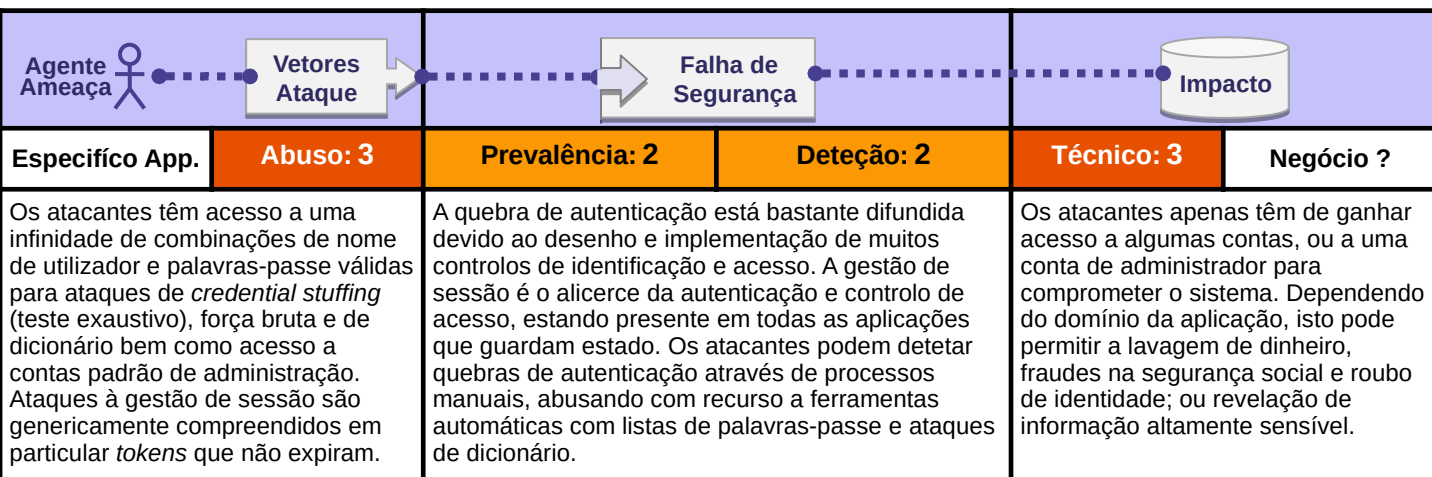 Agente
Ameaça
Vetores
Ataque
Falha de
Segurança
Impacto
Especifíco App.
Abuso: 3
Prevalência: 2
Deteção: 2
Técnico: 3
Negócio ?
Os atacantes têm acesso a uma
infinidade de combinações de nome
de utilizador e palavras-passe válidas
para ataques de credential stuffing
(teste exaustivo), força bruta e de
dicionário bem como acesso a
contas padrão de administração.
Ataques à gestão de sessão são
genericamente compreendidos em
particular tokens que não expiram.
A quebra de autenticação está bastante difundida
devido ao desenho e implementação de muitos
controlos de identificação e acesso. A gestão de
sessão é o alicerce da autenticação e controlo de
acesso, estando presente em todas as aplicações
que guardam estado. Os atacantes podem detetar
quebras de autenticação através de processos
manuais, abusando com recurso a ferramentas
automáticas com listas de palavras-passe e ataques
de dicionário.
Os atacantes apenas têm de ganhar
acesso a algumas contas, ou a uma
conta de administrador para
comprometer o sistema. Dependendo
do domínio da aplicação, isto pode
permitir a lavagem de dinheiro,
fraudes na segurança social e roubo
de identidade; ou revelação de
informação altamente sensível.